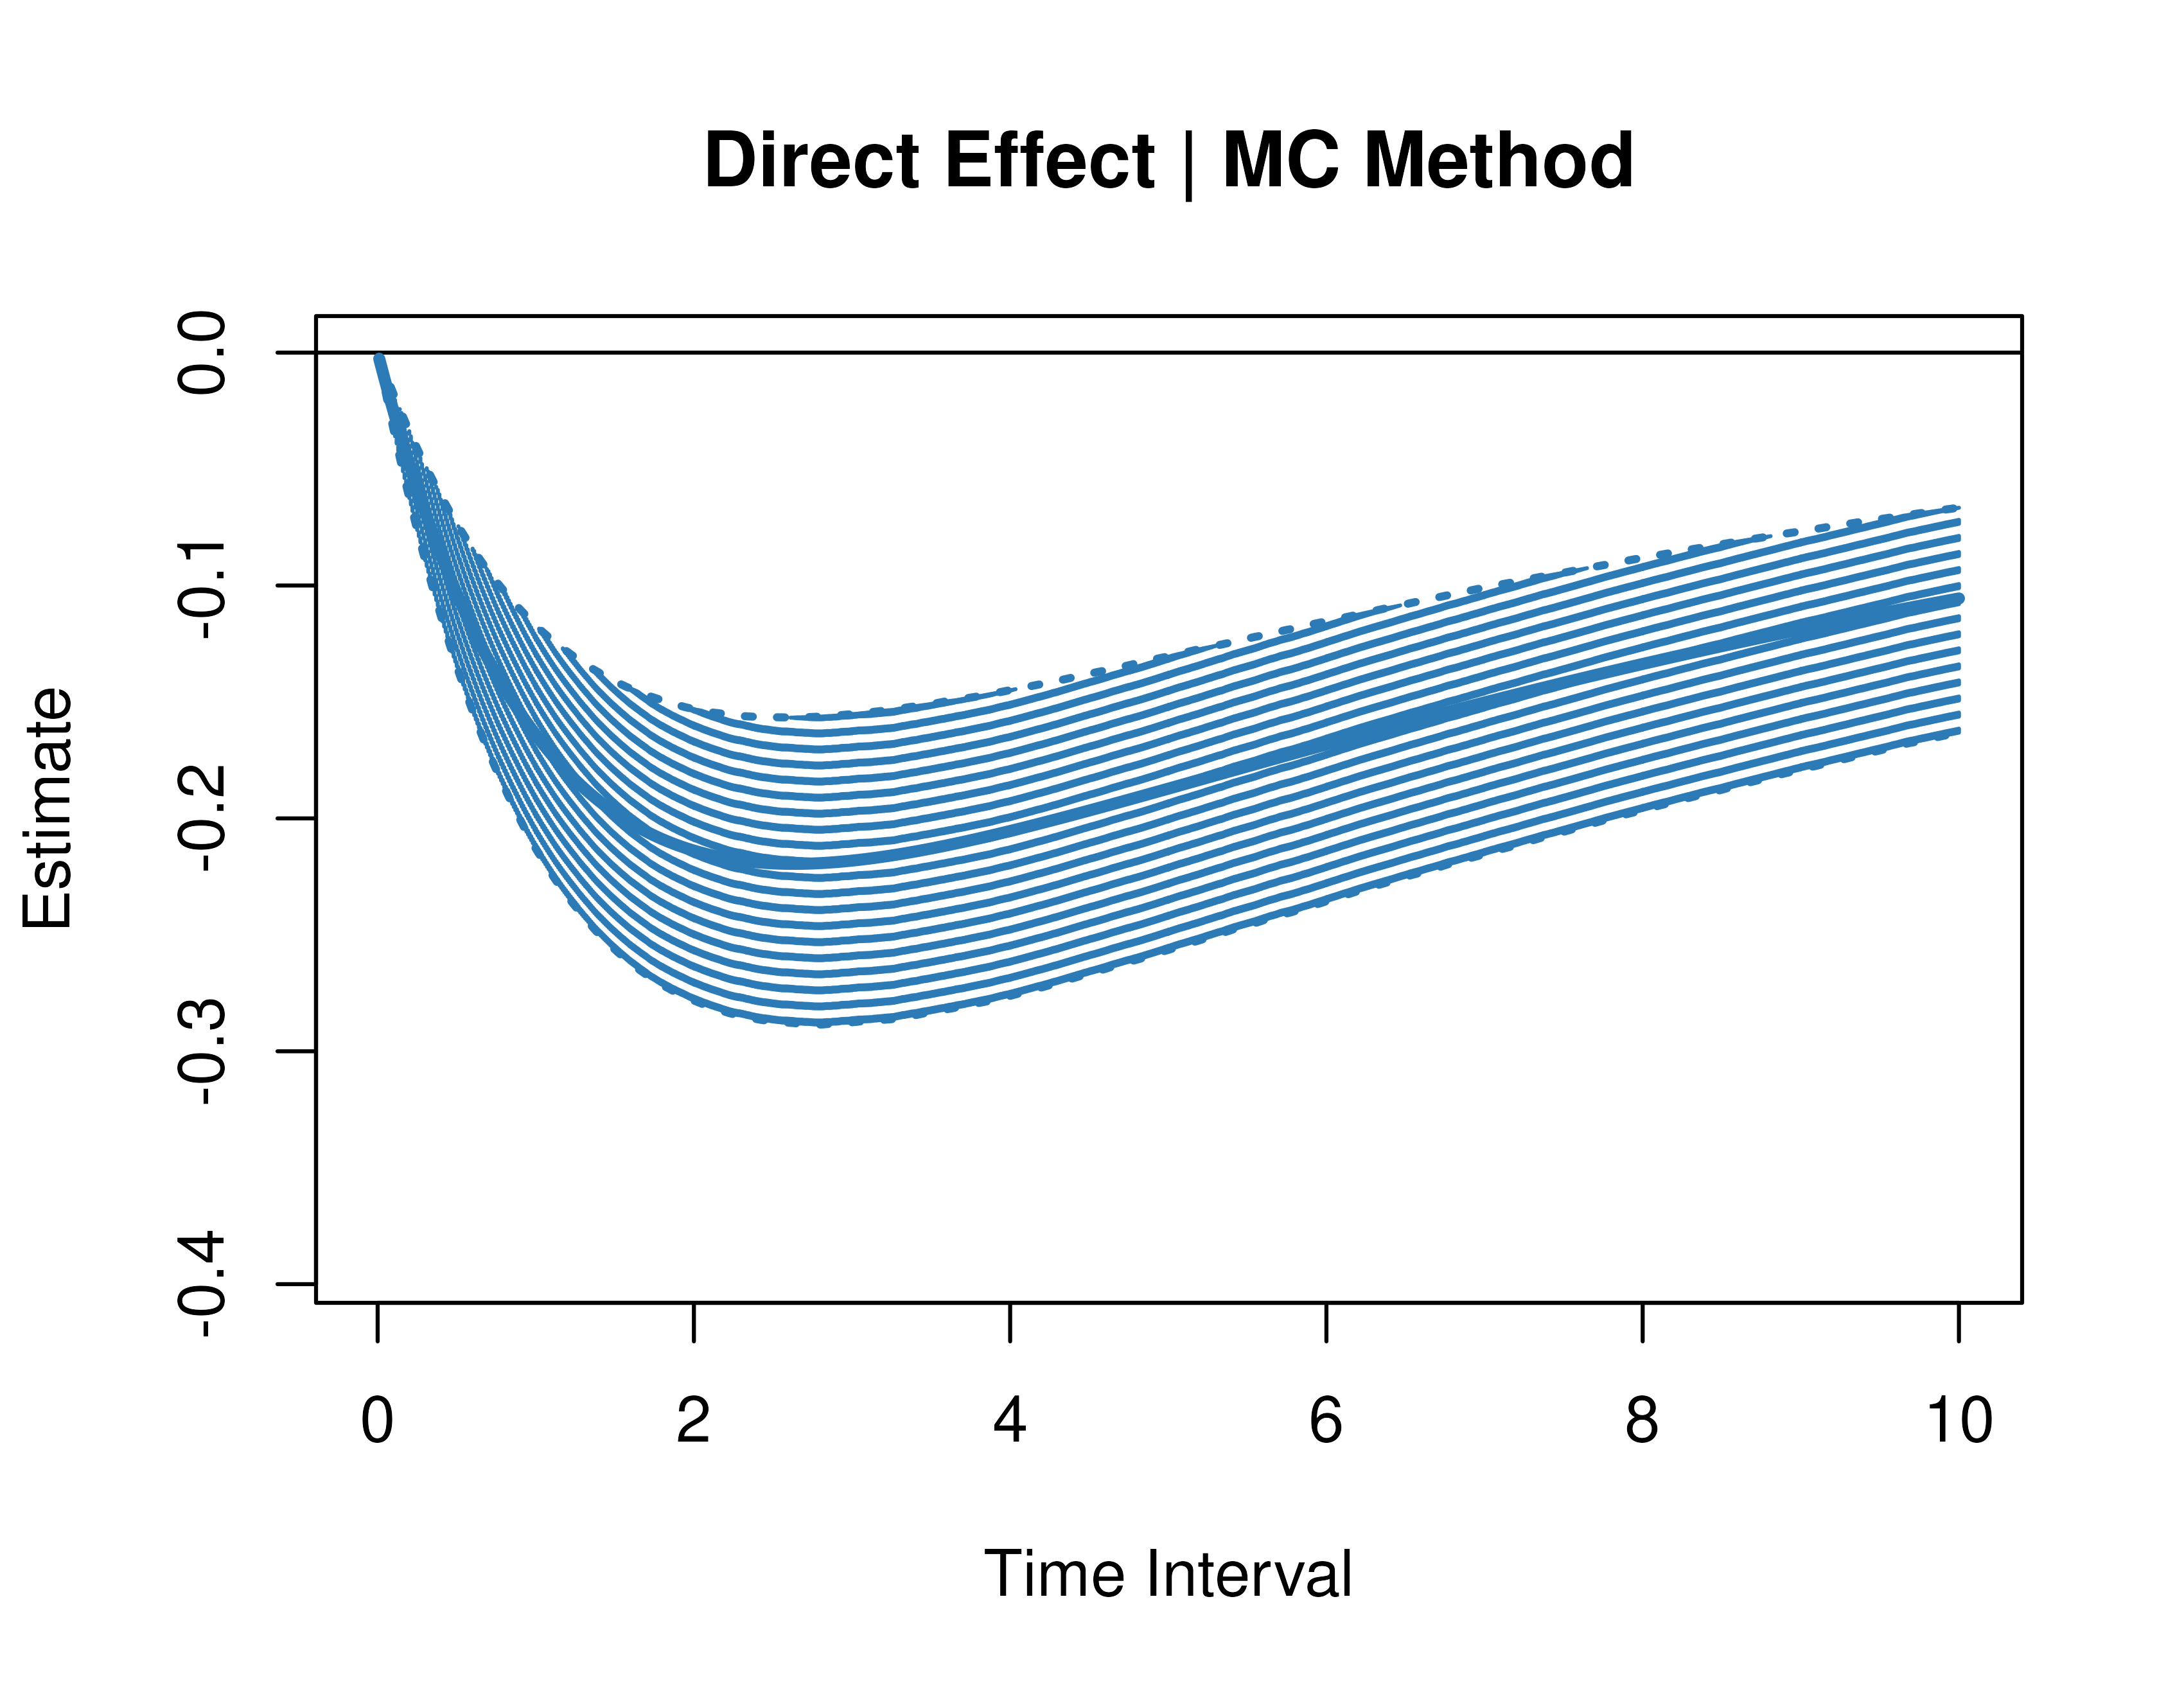 Direct Effect | MC Method
Estimate
0.0
-0.1
-0.2
-0.3
-0.4
0 2 4 6 8 10
Time Interval